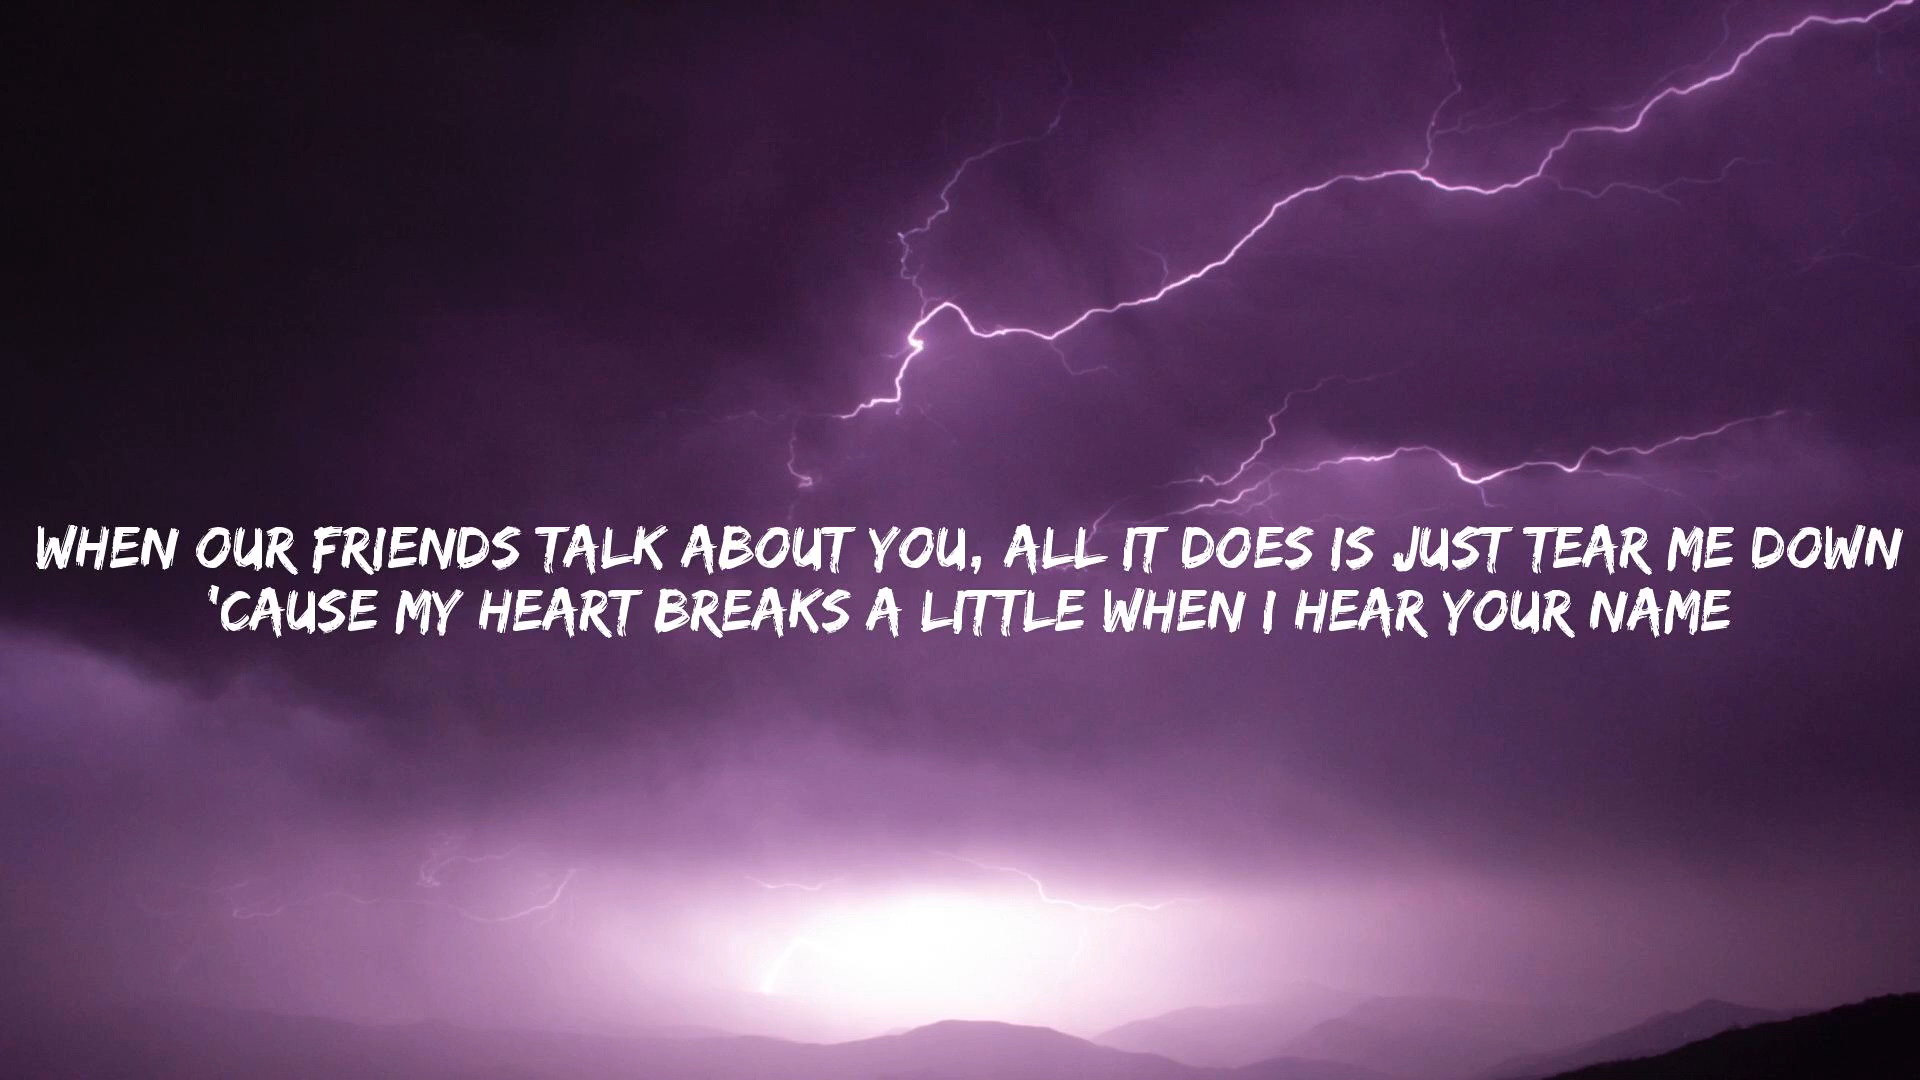 WHEN OUR FRIENDS TALK ABOUT YOU, ALL IT DOES IS JUST TEAR ME DOWN
'CAUSE MY HEART BREAKS A LITTLE WHEN I HEAR YOUR NAME